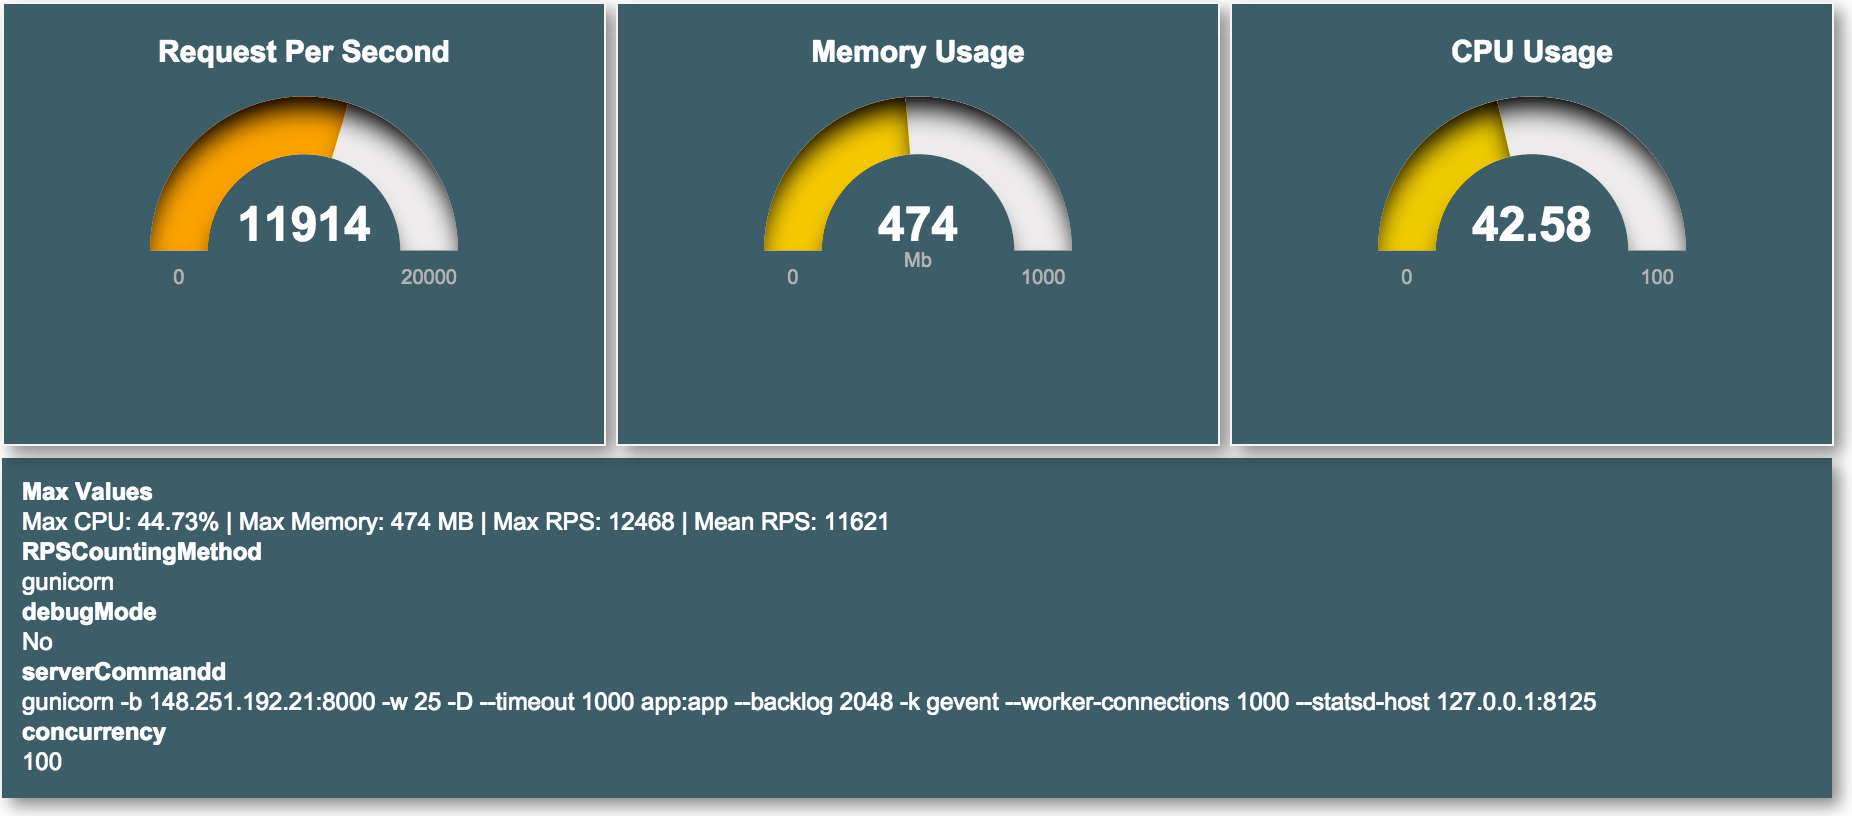 Request Per Second
11914
0
20000
Memory Usage
474
Mb
0
1000
CPU Usage
42.58
0
100
Max Values
Max CPU: 44.73% | Max Memory: 474 MB | Max RPS: 12468 | Mean RPS: 11621
RPSCountingMethod
gunicorn
debugMode
No
serverCommandd
gunicorn -b 148.251.192.21:8000 -w 25 -D --timeout 1000 app:app --backlog 2048 -k gevent --worker-connections 1000 --statsd-host 127.0.0.1:8125
concurrency
100